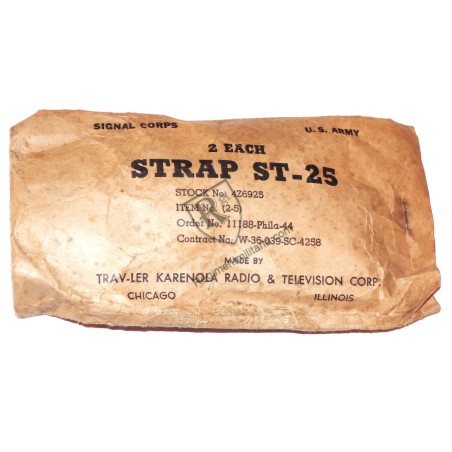 SIGNAL CORPS U.S. ARMY
2 EACH
STRAP ST-25
STOCK No. 4Z6925
ITEM No. (2-5)
Order No. 11188-Phila-44
Contract No. W-36-039-SC-4258
MADE BY
TRAV-LER KARENOLA RADIO & TELEVISION CORP.
CHICAGO ILLINOIS